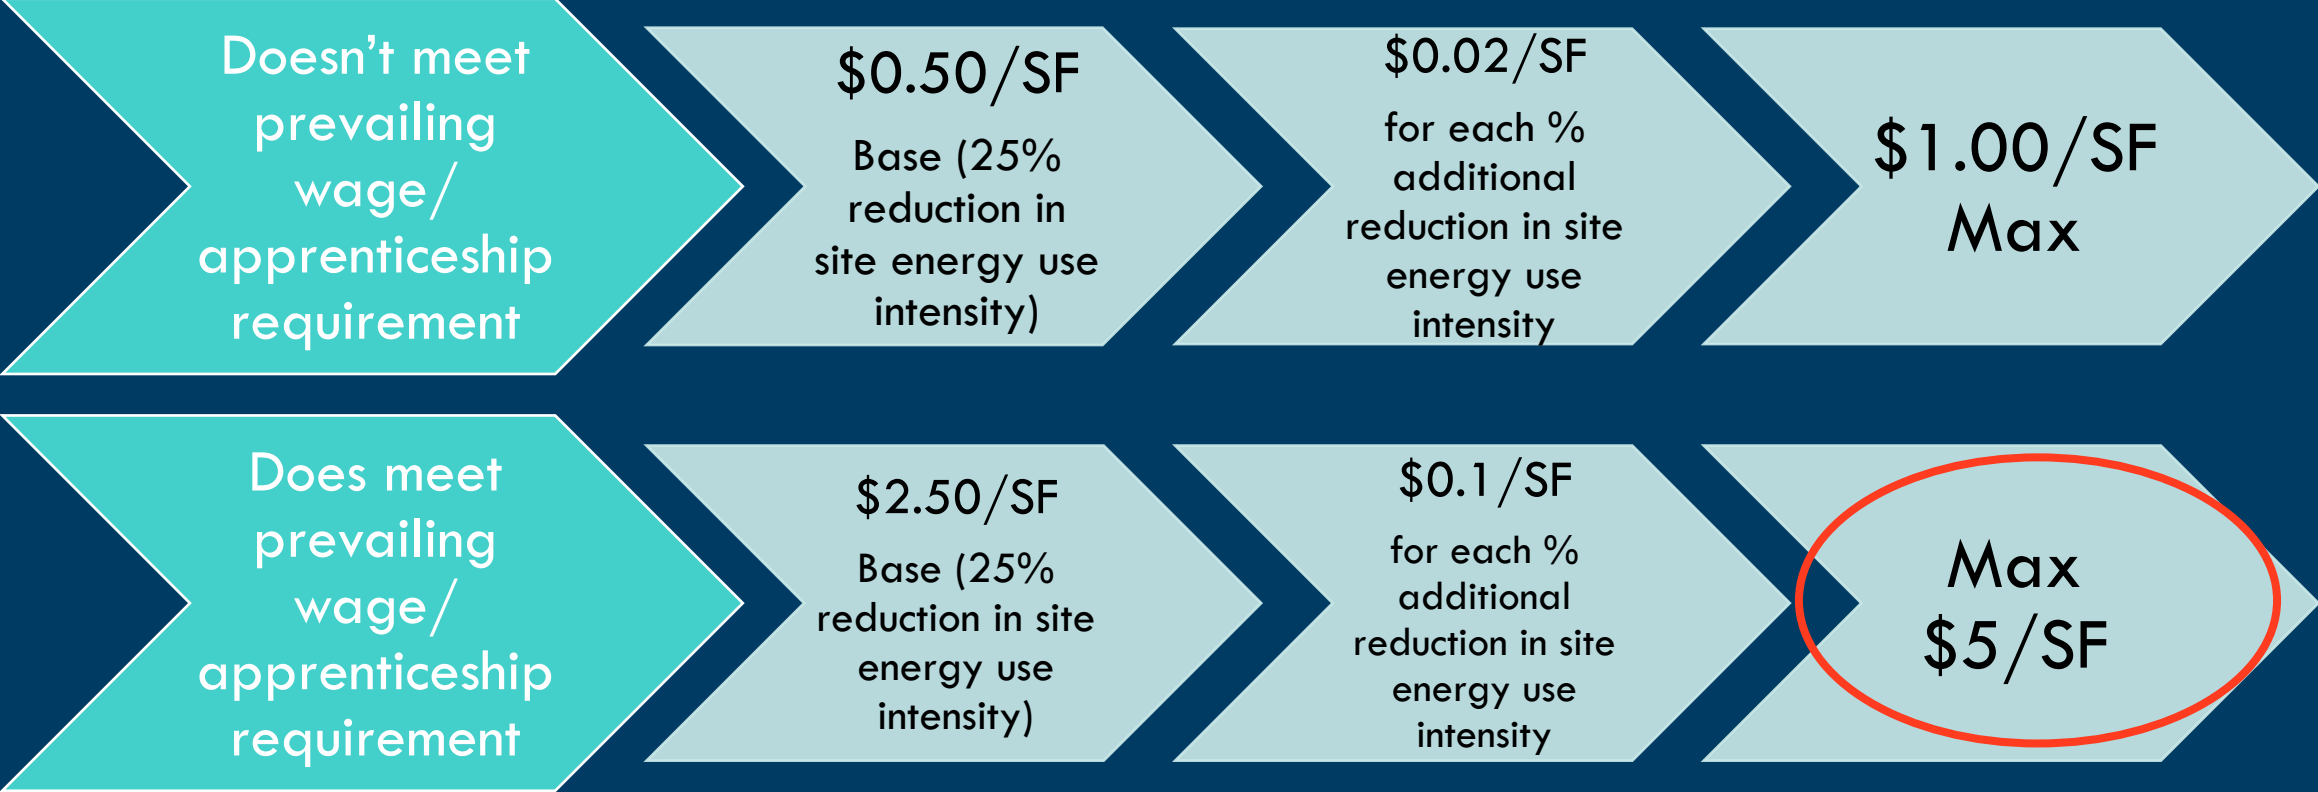 Doesn’t meet
prevailing
wage/
apprenticeship
requirement
$0.50/SF
Base (25%
reduction in
site energy use
intensity)
$0.02/SF
for each %
additional
reduction in site
energy use
intensity
$1.00/SF
Max
Does meet
prevailing
wage/
apprenticeship
requirement
$2.50/SF
Base (25%
reduction in site
energy use
intensity)
$0.1/SF
for each %
additional
reduction in site
energy use
intensity
Max
$5/SF